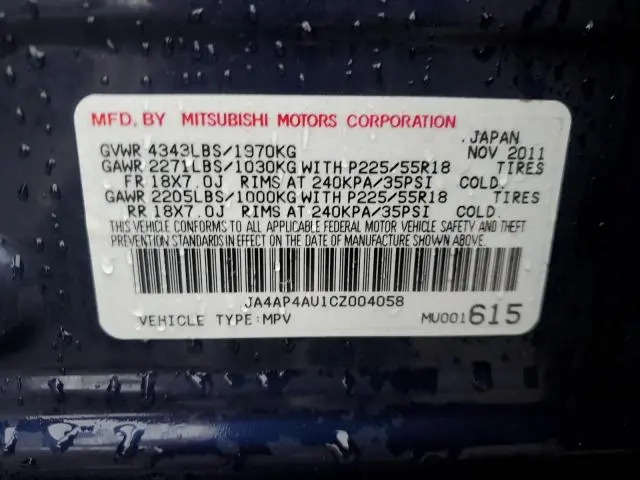 MFD. BY MITSUBISHI MOTORS CORPORATION
JAPAN
GVWR 4343LBS/1970KG NOV 2011
GAWR 2271LBS/1030KG WITH P225/55R18 TIRES
FR 18X7.0J RIMS AT 240KPA/35PSI COLD.
GAWR 2205LBS/1000KG WITH P225/55R18 TIRES
RR 18X7.0J RIMS AT 240KPA/35PSI COLD.
THIS VEHICLE CONFORMS TO ALL APPLICABLE FEDERAL MOTOR VEHICLE SAFETY AND THEFT
PREVENTION STANDARDS IN EFFECT ON THE DATE OF MANUFACTURE SHOWN ABOVE.
JA4AP4AU1CZ004058
VEHICLE TYPE:MPV MU001615